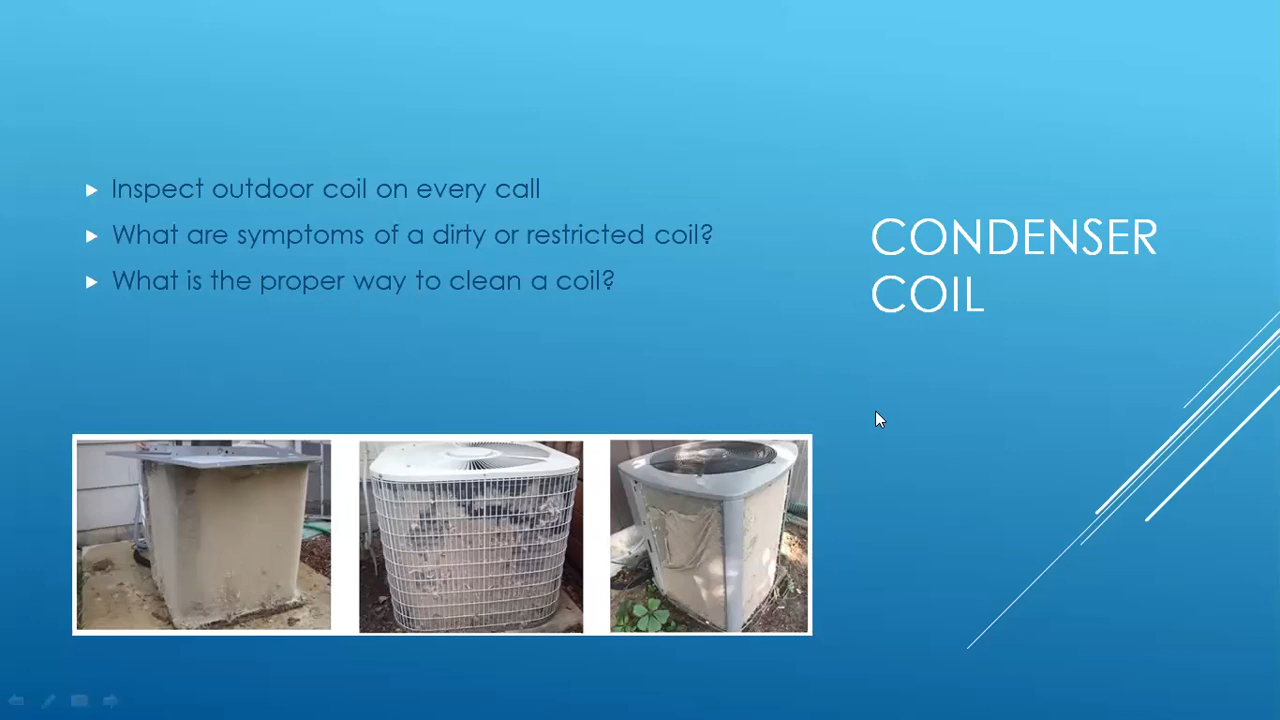 Inspect outdoor coil on every call
What are symptoms of a dirty or restricted coil?
What is the proper way to clean a coil?
CONDENSER
COIL